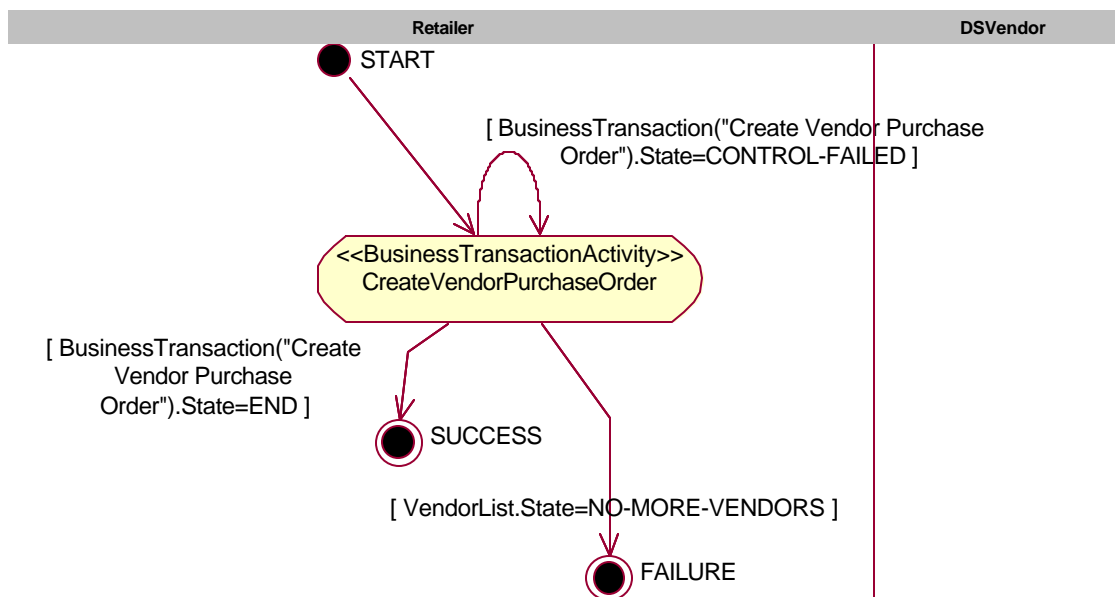 Retailer
DSVendor
START
[ BusinessTransaction("Create Vendor Purchase
Order").State=CONTROL-FAILED ]
<<BusinessTransactionActivity>>
CreateVendorPurchaseOrder
[ BusinessTransaction("Create
Vendor Purchase
Order").State=END ]
SUCCESS
[ VendorList.State=NO-MORE-VENDORS ]
FAILURE